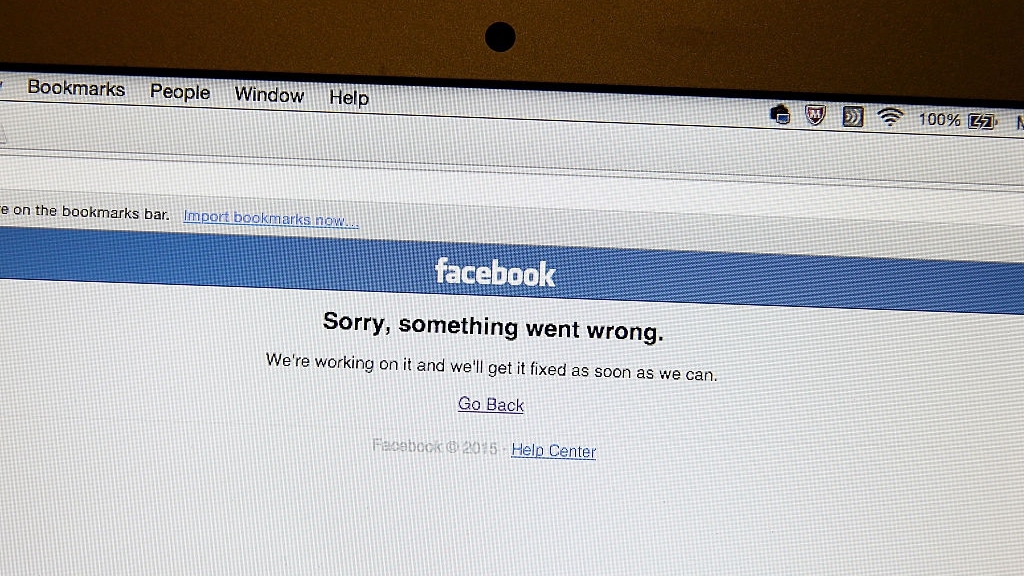 Bookmarks People Window Help
100%
e on the bookmarks bar. Import bookmarks now...
facebook
Sorry, something went wrong.
We're working on it and we'll get it fixed as soon as we can.
Go Back
Facebook © 2015 · Help Center